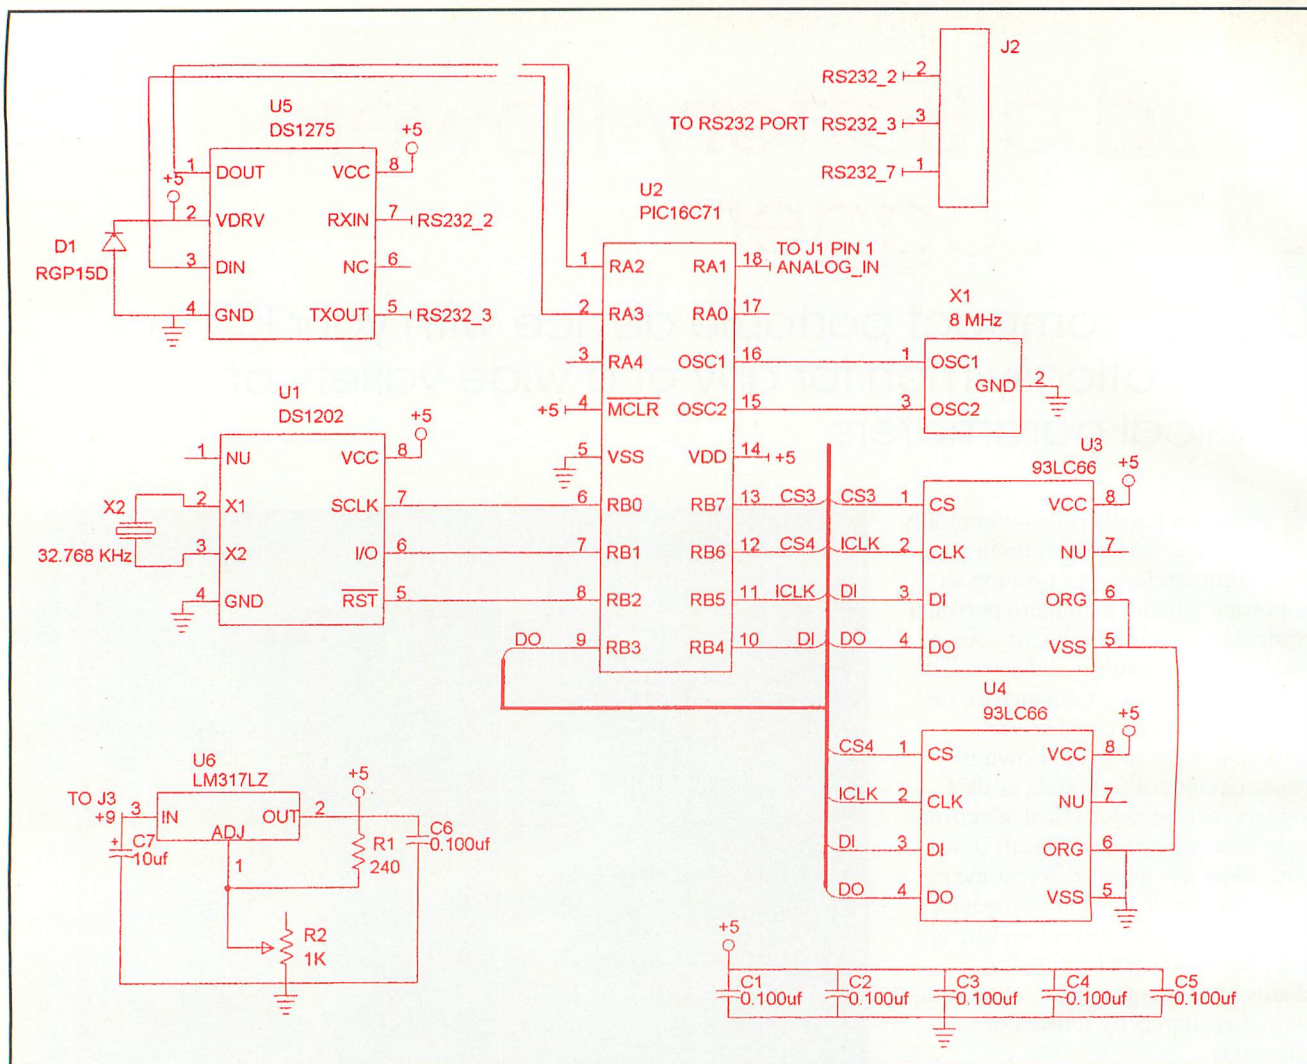 J2
RS232_2 2
TO RS232 PORT RS232_3 3
RS232_7 1
U5
DS1275
+5
1 DOUT VCC 8
+5
2 VDRV RXIN 7 RS232_2
D1
RGP15D
3 DIN NC 6
4 GND TXOUT 5 RS232_3
U2
PIC16C71
1 RA2 RA1 18 TO J1 PIN 1
ANALOG_IN
2 RA3 RA0 17
3 RA4 OSC1 16
+5 4 MCLR OSC2 15
5 VSS VDD 14 +5
6 RB0 RB7 13 CS3
7 RB1 RB6 12 CS4
8 RB2 RB5 11 ICLK
DO 9 RB3 RB4 10 DI
X1
8 MHz
1 OSC1
GND 2
3 OSC2
U1
DS1202
+5
1 NU VCC 8
X2
32.768 KHz
2 X1 SCLK 7
3 X2 I/O 6
4 GND RST 5
U3
93LC66
+5
CS3 1 CS VCC 8
ICLK 2 CLK NU 7
DI 3 DI ORG 6
DO 4 DO VSS 5
U4
93LC66
+5
CS4 1 CS VCC 8
ICLK 2 CLK NU 7
DI 3 DI ORG 6
DO 4 DO VSS 5
U6
LM317LZ
+5
TO J3
+9 3 IN OUT 2
ADJ
1
+ C7
10uf
R1
240
C6
0.100uf
R2
1K
+5
C1
0.100uf
C2
0.100uf
C3
0.100uf
C4
0.100uf
C5
0.100uf